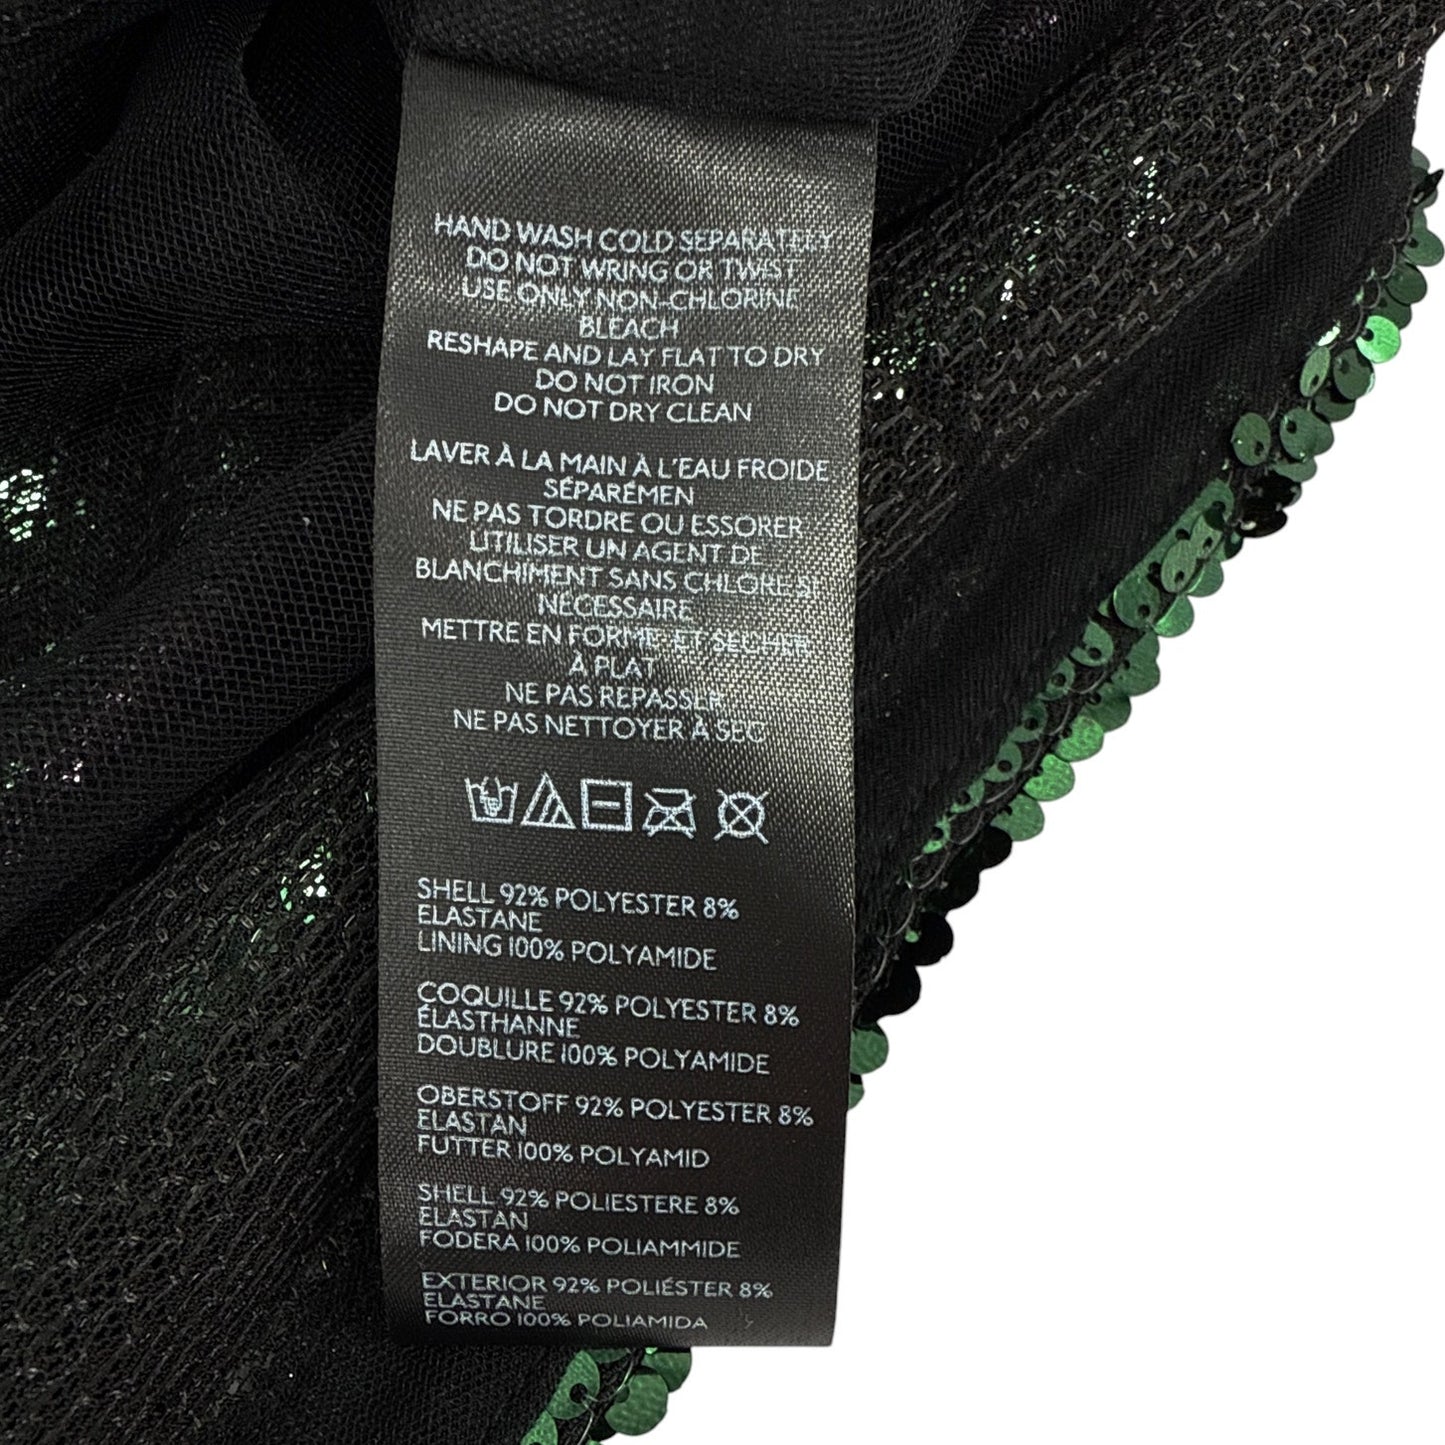 HAND WASH COLD SEPARATELY
DO NOT WRING OR TWIST
USE ONLY NON-CHLORINE
BLEACH
RESHAPE AND LAY FLAT TO DRY
DO NOT IRON
DO NOT DRY CLEAN
LAVER À LA MAIN À L'EAU FROIDE
SÉPARÉMEN
NE PAS TORDRE OU ESSORER
UTILISER UN AGENT DE
BLANCHIMENT SANS CHLORE SI
NÉCESSAIRE
METTRE EN FORME ET SÉCHER
À PLAT
NE PAS REPASSER
NE PAS NETTOYER À SEC
SHELL 92% POLYESTER 8%
ELASTANE
LINING 100% POLYAMIDE
COQUILLE 92% POLYESTER 8%
ÉLASTHANNE
DOUBLURE 100% POLYAMIDE
OBERSTOFF 92% POLYESTER 8%
ELASTAN
FUTTER 100% POLYAMID
SHELL 92% POLIESTERE 8%
ELASTAN
FODERA 100% POLIAMMIDE
EXTERIOR 92% POLIÉSTER 8%
ELASTANE
FORRO 100% POLIAMIDA